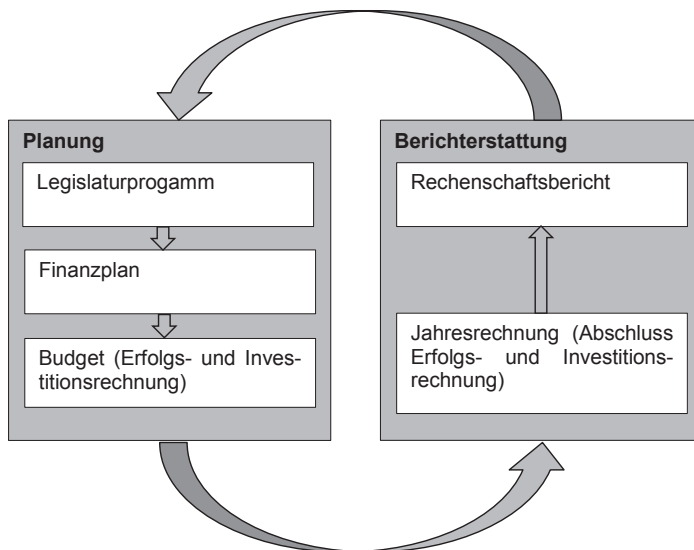 Planung
Legislaturprogamm
Finanzplan
Budget (Erfolgs- und Inves-
titionsrechnung)
Berichterstattung
Rechenschaftsbericht
Jahresrechnung (Abschluss
Erfolgs- und Investitions-
rechnung)